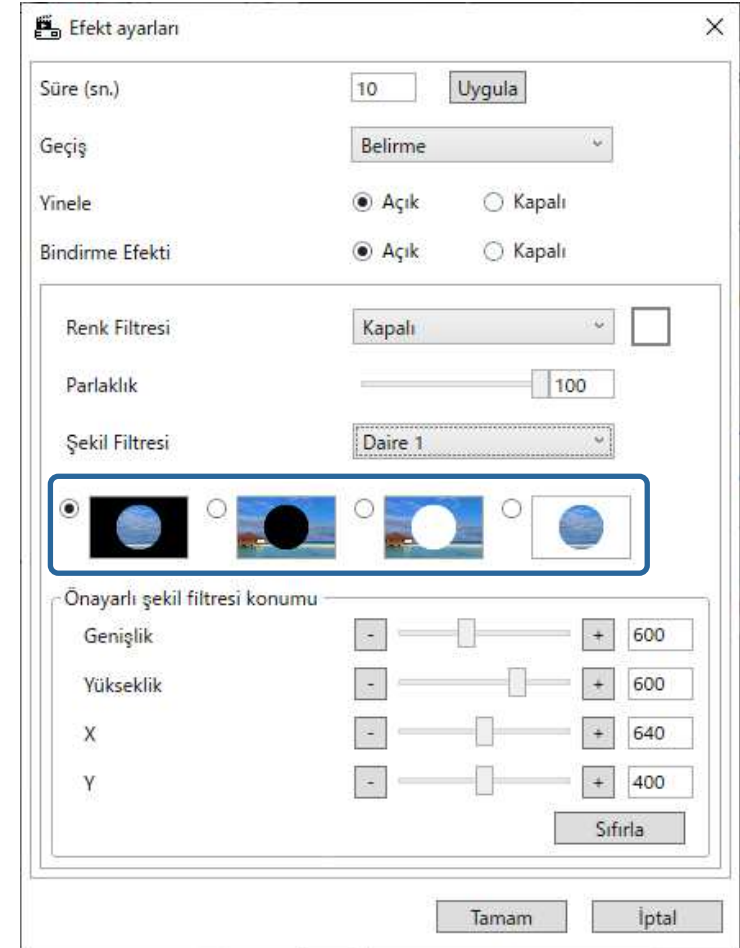 Efekt ayarları
Süre (sn.) 10 Uygula
Geçiş Belirme
Yinele Açık Kapalı
Bindirme Efekti Açık Kapalı
Renk Filtresi Kapalı
Parlaklık 100
Şekil Filtresi Daire 1
Önayarlı şekil filtresi konumu
Genişlik - + 600
Yükseklik - + 600
X - + 640
Y - + 400
Sıfırla
Tamam İptal